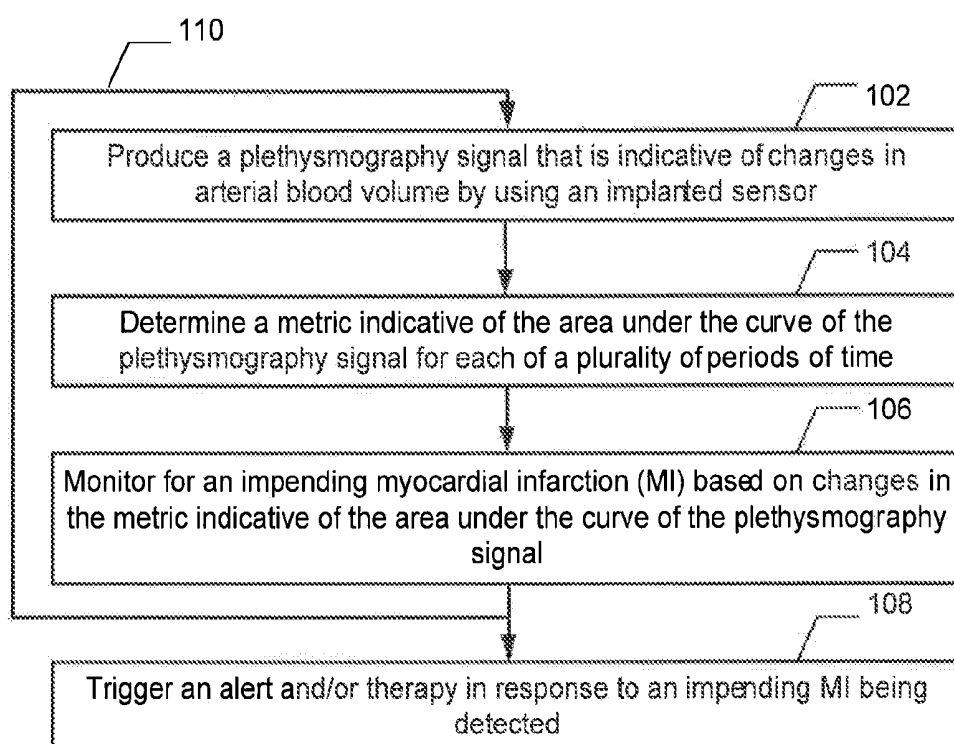 110
102
Produce a plethysmography signal that is indicative of changes in
arterial blood volume by using an implanted sensor
104
Determine a metric indicative of the area under the curve of the
plethysmography signal for each of a plurality of periods of time
106
Monitor for an impending myocardial infarction (MI) based on changes in
the metric indicative of the area under the curve of the plethysmography
signal
108
Trigger an alert and/or therapy in response to an impending MI being
detected